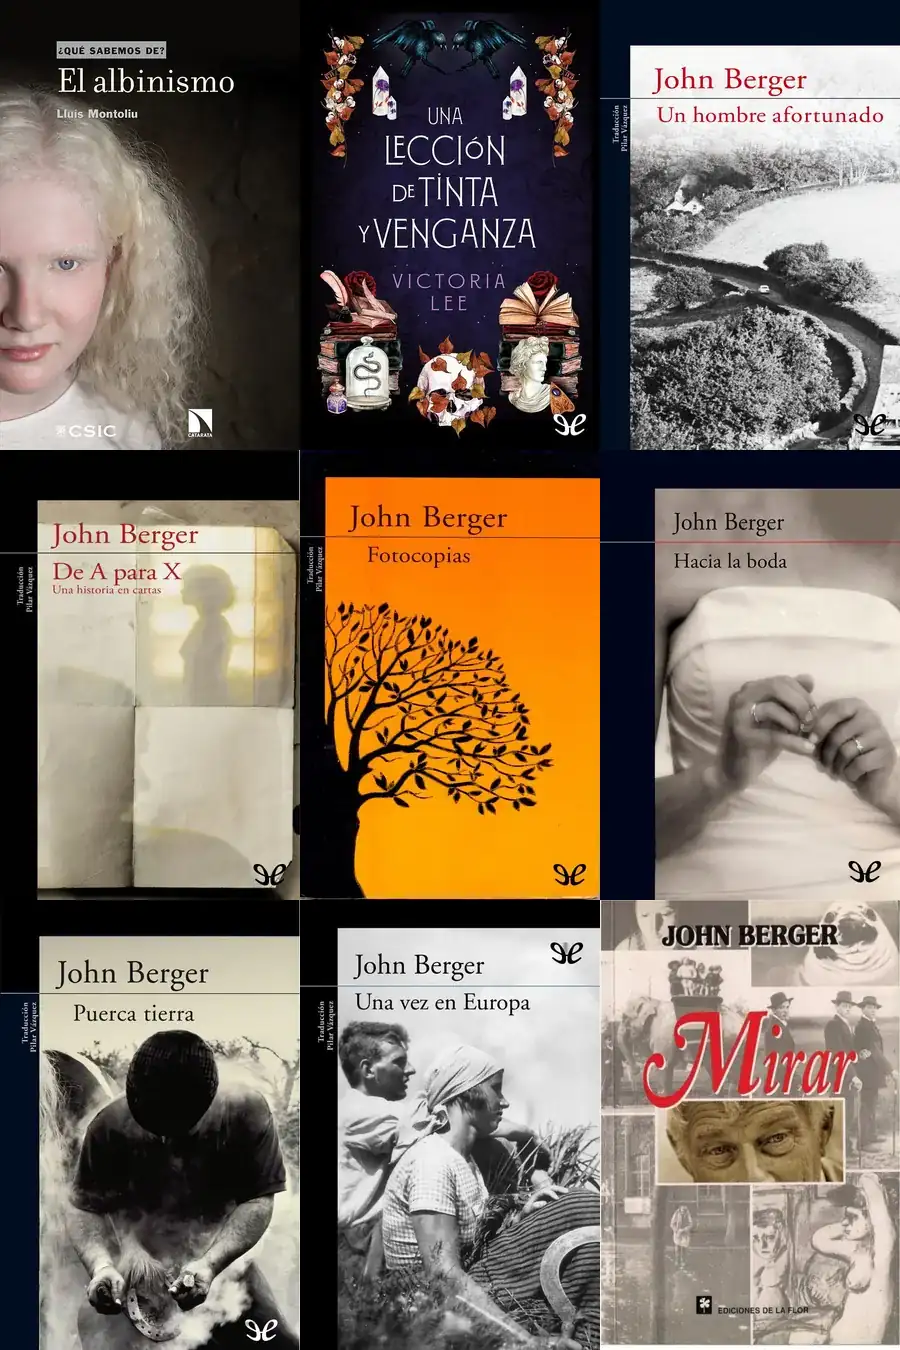 ¿QUÉ SABEMOS DE?
El albinismo
Lluis Montoliu
CSIC
CATARATA
UNA
LECCIÓN
DE TINTA
Y VENGANZA
VICTORIA
LEE
John Berger
Un hombre afortunado
Traducción
Pilar Vázquez
John Berger
De A para X
Una historia en cartas
Traducción
Pilar Vázquez
John Berger
Fotocopias
Traducción
Pilar Vázquez
John Berger
Hacia la boda
John Berger
Puerca tierra
Traducción
Pilar Vázquez
John Berger
Una vez en Europa
Traducción
Pilar Vázquez
JOHN BERGER
Mirar
EDICIONES DE LA FLOR